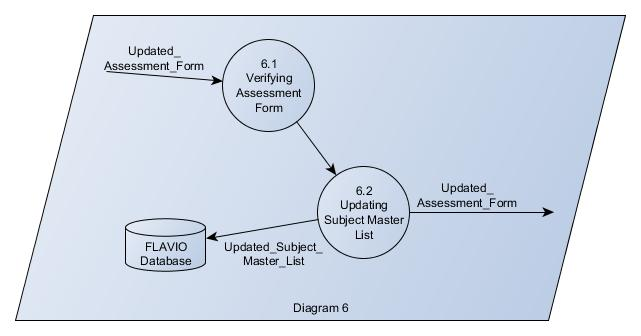 Updated_
Assessment_Form
6.1
Verifying
Assessment
Form
6.2
Updating
Subject Master
List
Updated_
Assessment_Form
FLAVIO
Database
Updated_Subject_
Master_List
Diagram 6